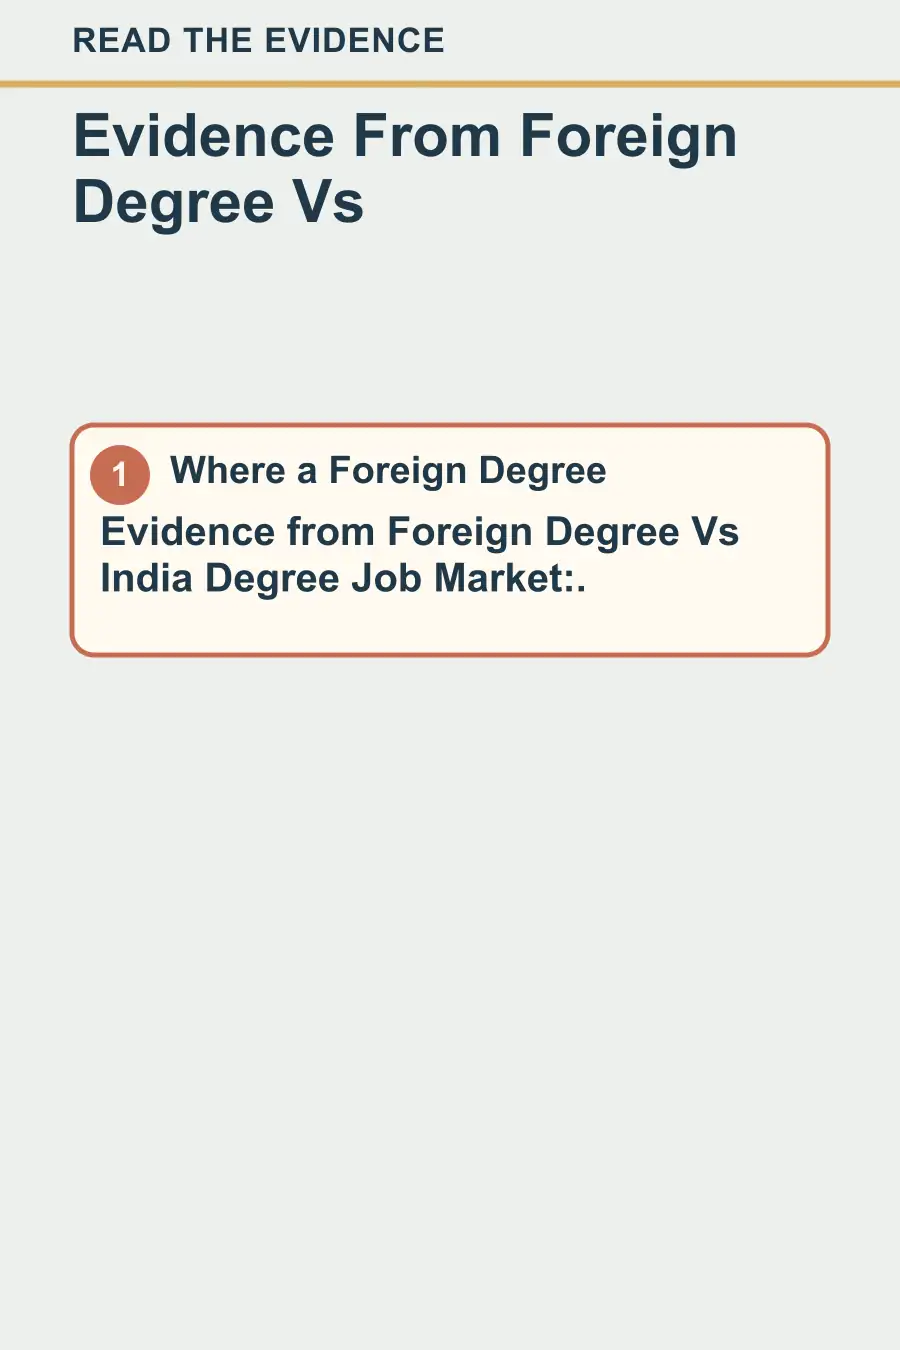 READ THE EVIDENCE
Evidence From Foreign
Degree Vs
1 Where a Foreign Degree
Evidence from Foreign Degree Vs
India Degree Job Market:.